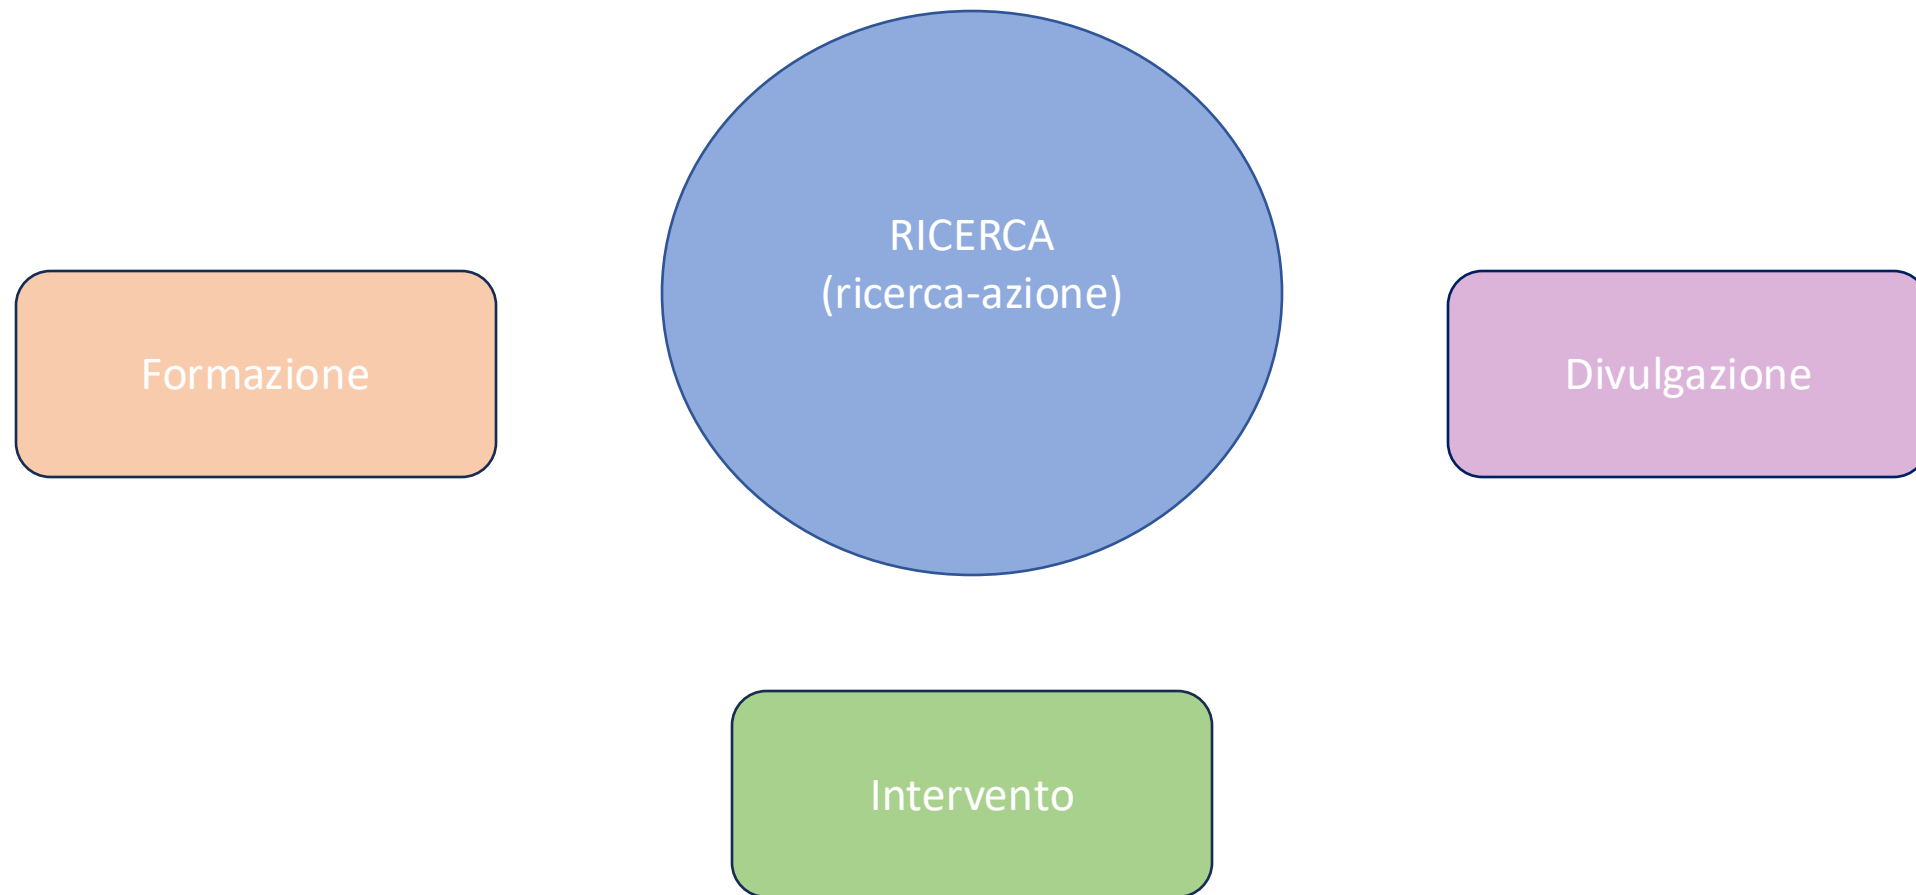 RICERCA
(ricerca-azione)
Formazione
Divulgazione
Intervento